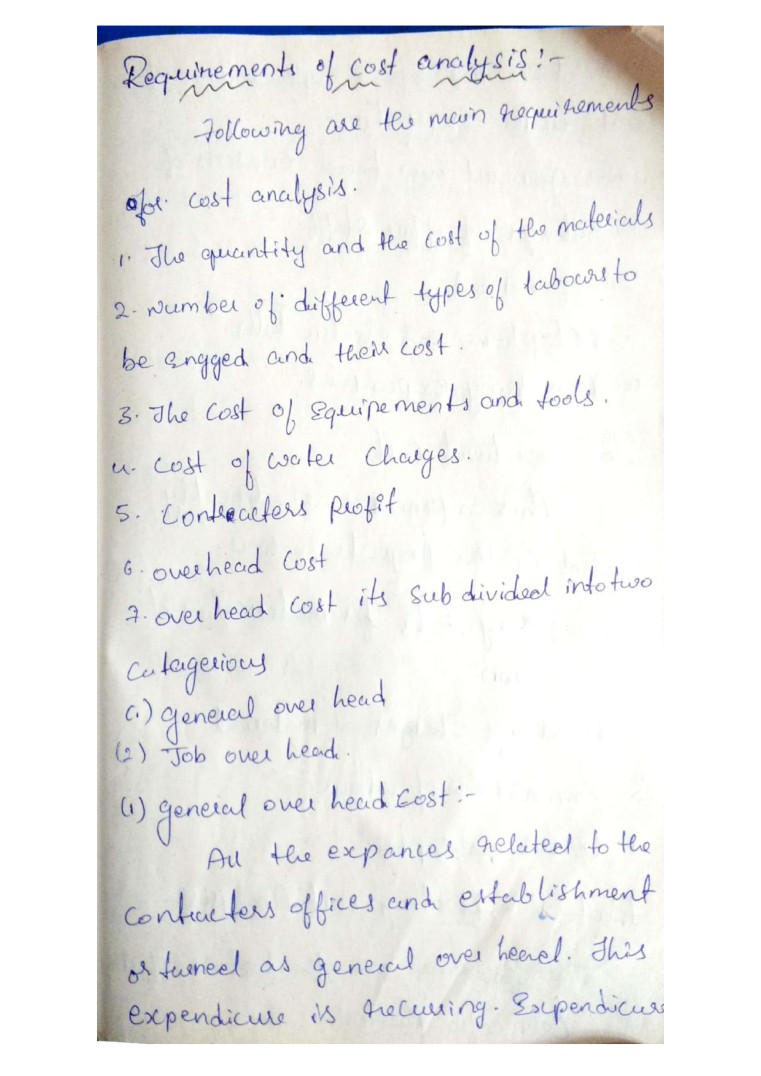 Requirements of cost analysis:-
Following are the main requirements
for cost analysis.
1. The quantity and the cost of the materials
2. Number of different types of labours to
be engged and their cost.
3. The cost of Equipements and tools.
4. cost of water charges.
5. Contracters Profit
6. overhead cost
7. over head cost its sub divided into two
catagerious
(1) general over head
(2) Job over head.
(1) general over head cost:-
All the expances related to the
contracters offices and establishment
or turned as general over head. This
expendicure is recurring. Expendicure